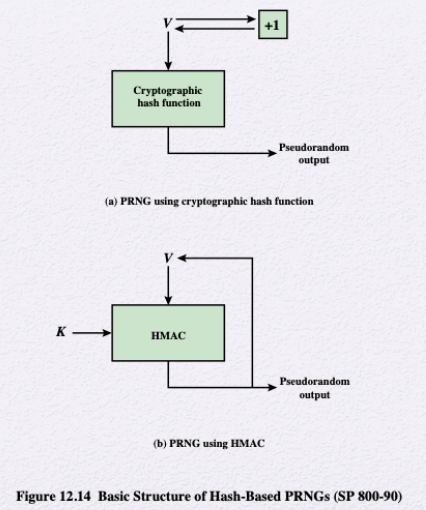 V
+1
Cryptographic
hash function
Pseudorandom
output
(a) PRNG using cryptographic hash function
V
K
HMAC
Pseudorandom
output
(b) PRNG using HMAC
Figure 12.14 Basic Structure of Hash-Based PRNGs (SP 800-90)